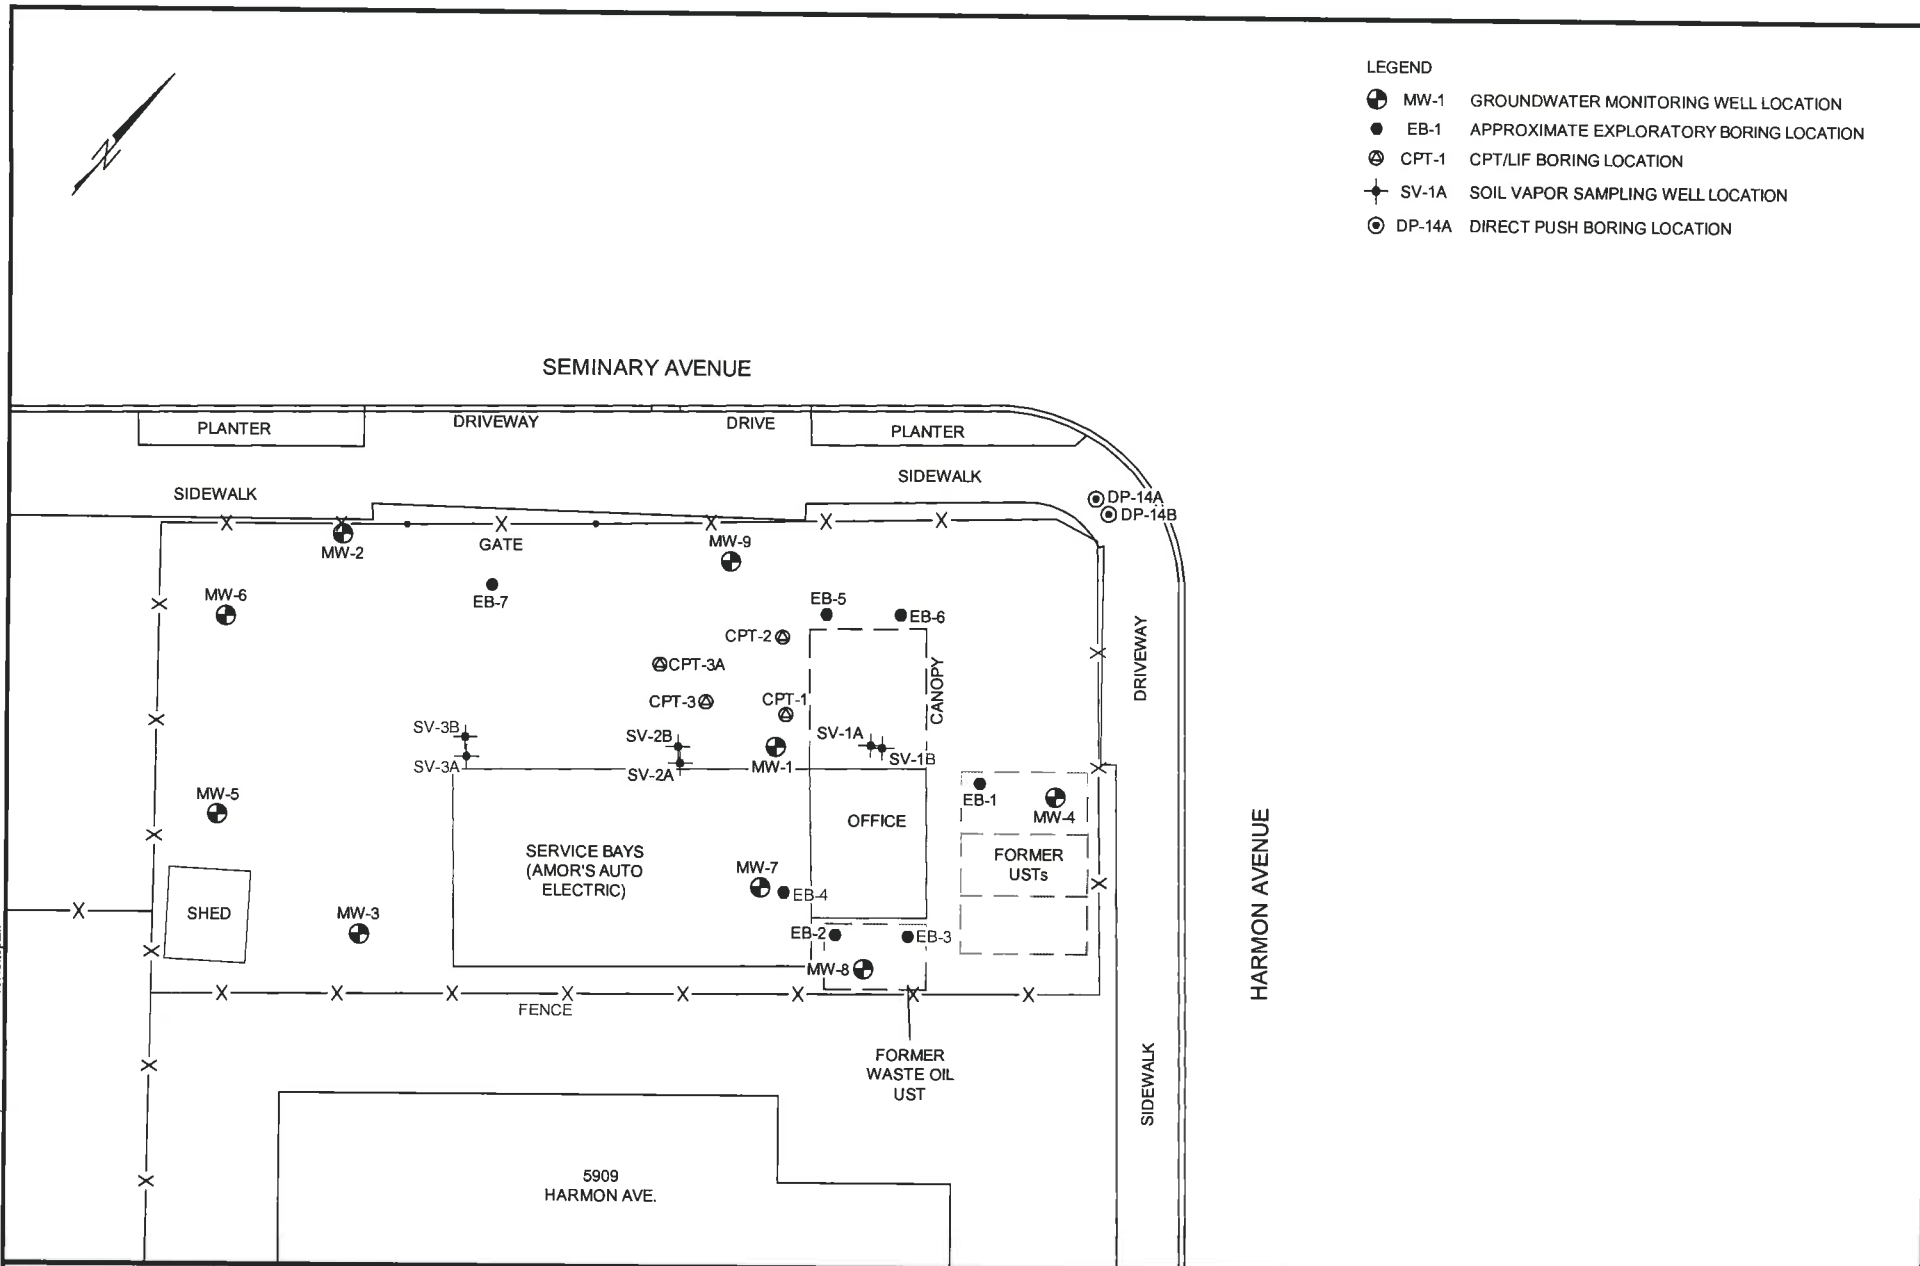 LEGEND
MW-1 GROUNDWATER MONITORING WELL LOCATION
EB-1 APPROXIMATE EXPLORATORY BORING LOCATION
CPT-1 CPT/LIF BORING LOCATION
SV-1A SOIL VAPOR SAMPLING WELL LOCATION
DP-14A DIRECT PUSH BORING LOCATION
N
SEMINARY AVENUE
PLANTER
DRIVEWAY
DRIVE
PLANTER
SIDEWALK
SIDEWALK
DP-14A
DP-14B
MW-2
GATE
MW-9
MW-6
EB-7
EB-5
EB-6
CPT-2
CPT-3A
CANOPY
DRIVEWAY
CPT-3
CPT-1
SV-3B
SV-2B
SV-1A
SV-1B
SV-3A
SV-2A
MW-1
MW-5
EB-1
MW-4
OFFICE
SERVICE BAYS
(AMOR'S AUTO
ELECTRIC)
FORMER
USTs
MW-7
EB-4
SHED
MW-3
EB-2
EB-3
MW-8
HARMON AVENUE
FENCE
FORMER
WASTE OIL
UST
SIDEWALK
5909
HARMON AVE.